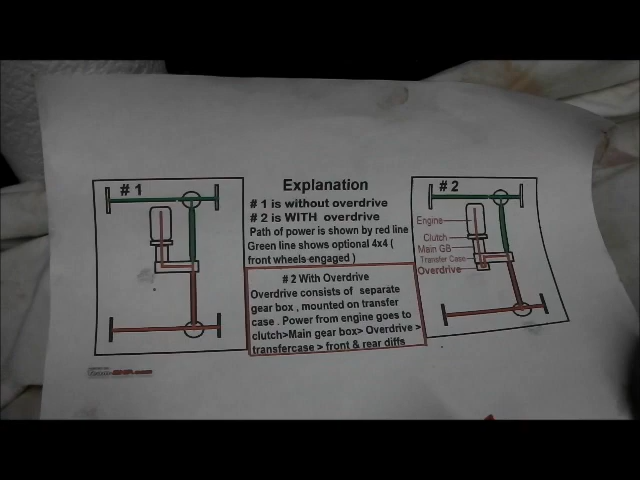 # 1
Explanation
# 1 is without overdrive
# 2 is WITH overdrive
Path of power is shown by red line
Green line shows optional 4x4 (
front wheels engaged )
# 2 With Overdrive
Overdrive consists of separate
gear box , mounted on transfer
case . Power from engine goes to
clutch>Main gear box> Overdrive >
transfercase > front & rear diffs
# 2
Engine
Clutch
Main GB
Transfer Case
Overdrive